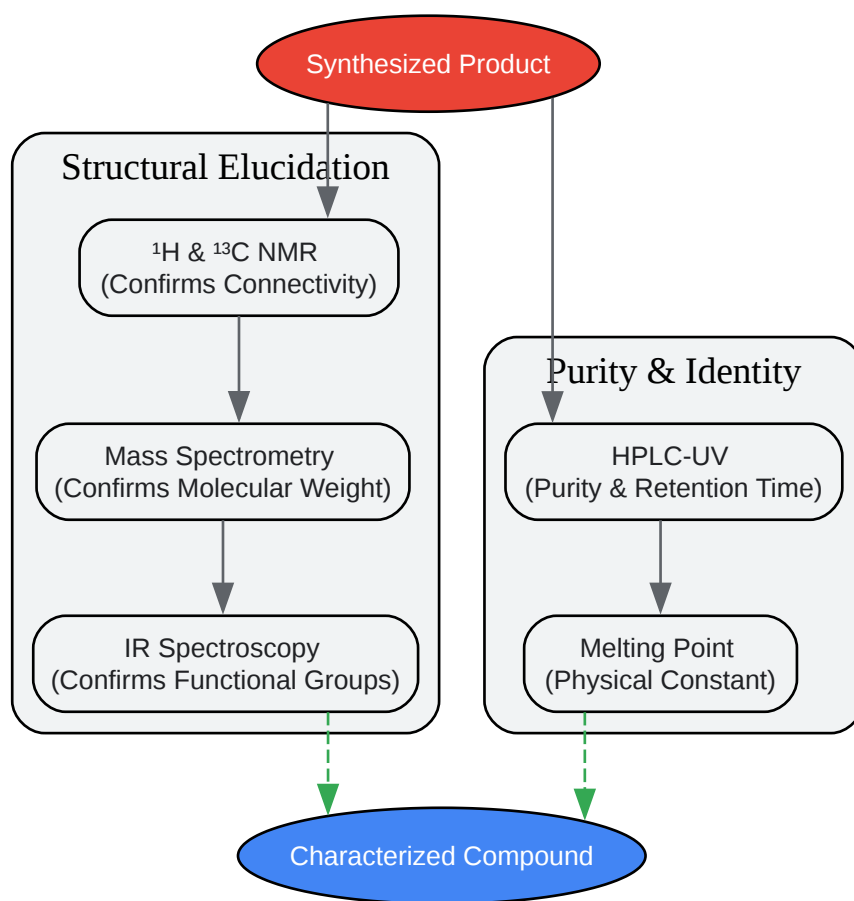 Synthesized Product
Structural Elucidation
¹H & ¹³C NMR
(Confirms Connectivity)
Mass Spectrometry
(Confirms Molecular Weight)
IR Spectroscopy
(Confirms Functional Groups)
Purity & Identity
HPLC-UV
(Purity & Retention Time)
Melting Point
(Physical Constant)
Characterized Compound